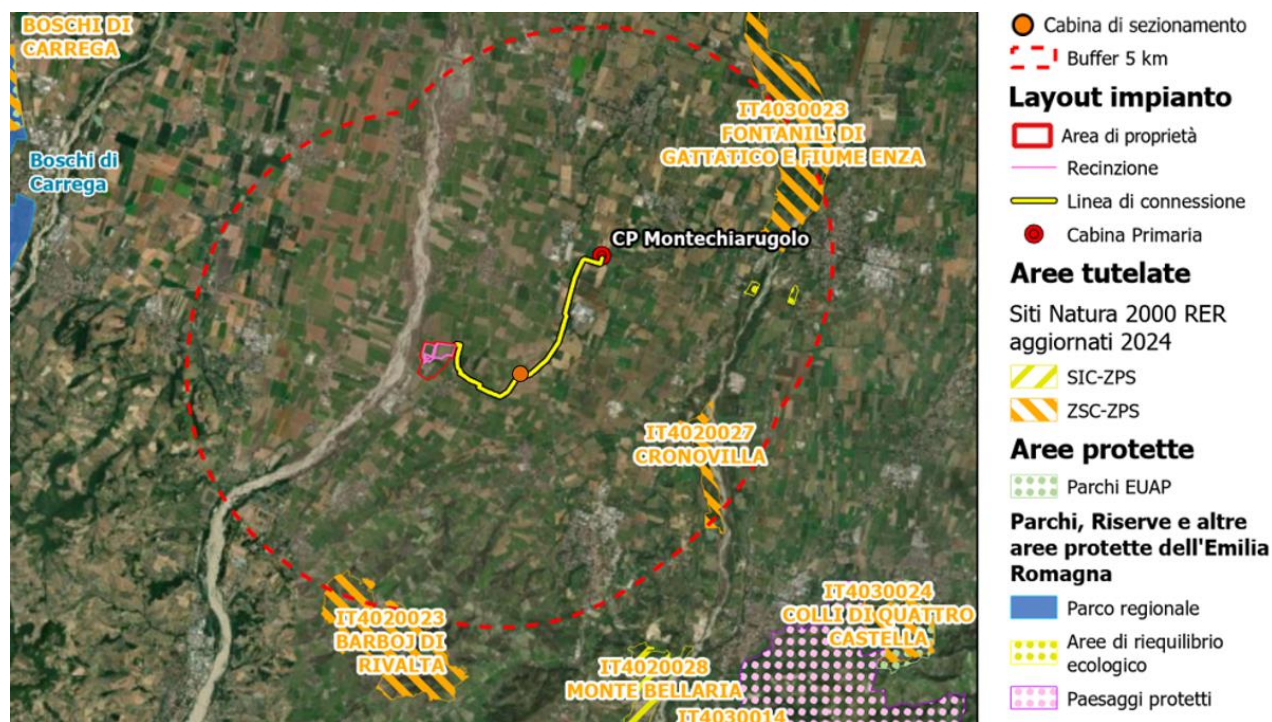 BOSCHI DI
CARREGA
Boschi di
Carrega
IT4030023
FONTANILI DI
GATTATICO E FIUME ENZA
CP Montechiarugolo
IT4020027
CRONOVILLA
IT4020023
BARBOJ DI
RIVALTA
IT4030024
COLLI DI QUATTRO
CASTELLA
IT4020028
MONTE BELLARIA
IT4030014
Cabina di sezionamento
Buffer 5 km
Layout impianto
Area di proprietà
Recinzione
Linea di connessione
Cabina Primaria
Aree tutelate
Siti Natura 2000 RER
aggiornati 2024
SIC-ZPS
ZSC-ZPS
Aree protette
Parchi EUAP
Parchi, Riserve e altre
aree protette dell'Emilia
Romagna
Parco regionale
Aree di riequilibrio
ecologico
Paesaggi protetti